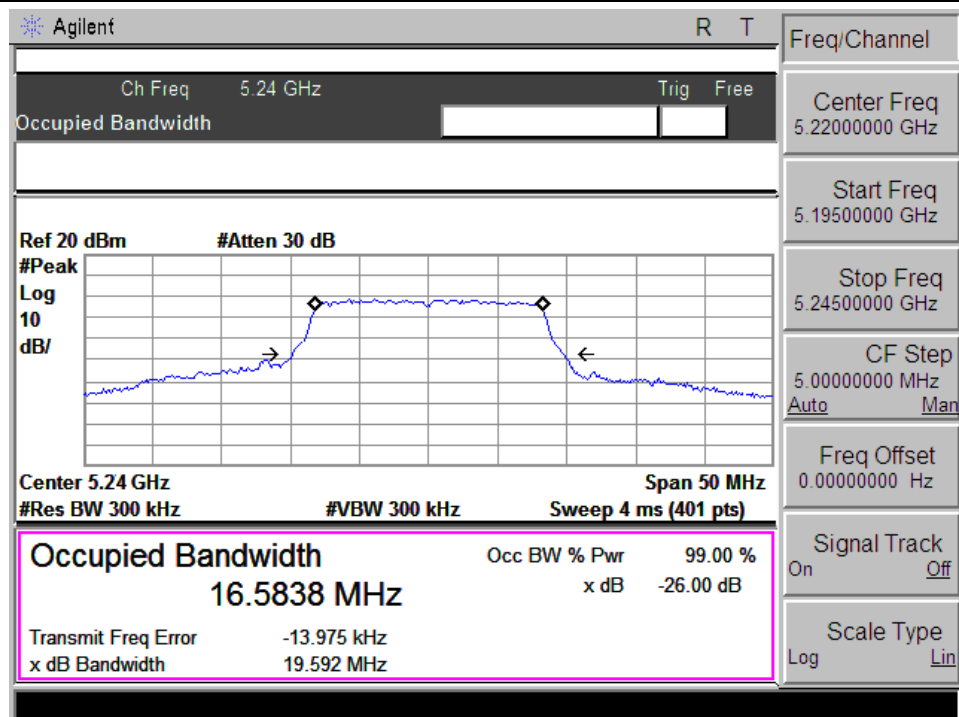 Agilent R T
Ch Freq 5.24 GHz Trig Free
Occupied Bandwidth
Ref 20 dBm #Atten 30 dB
#Peak
Log
10
dB/
Center 5.24 GHz Span 50 MHz
#Res BW 300 kHz #VBW 300 kHz Sweep 4 ms (401 pts)
Occupied Bandwidth Occ BW % Pwr 99.00 %
16.5838 MHz x dB -26.00 dB
Transmit Freq Error -13.975 kHz
x dB Bandwidth 19.592 MHz
Freq/Channel
Center Freq
5.22000000 GHz
Start Freq
5.19500000 GHz
Stop Freq
5.24500000 GHz
CF Step
5.00000000 MHz
Auto Man
Freq Offset
0.00000000 Hz
Signal Track
On Off
Scale Type
Log Lin